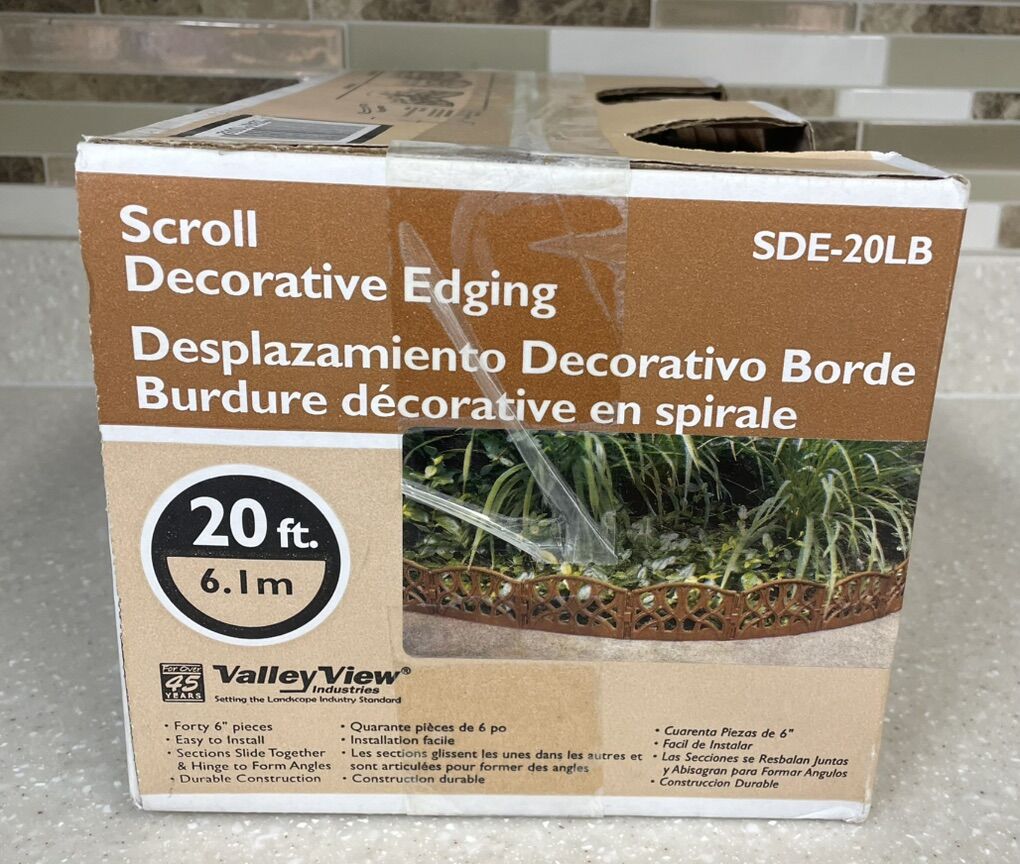 Scroll
Decorative Edging
SDE-20LB
Desplazamiento Decorativo Borde
Burdure décorative en spirale
20 ft.
6.1m
For Over
45
YEARS
ValleyView®
Industries
Setting the Landscape Industry Standard
• Forty 6" pieces
• Easy to Install
• Sections Slide Together
& Hinge to Form Angles
• Durable Construction
• Quarante pièces de 6 po
• Installation facile
• Les sections glissent les unes dans les autres et
sont articulées pour former des angles
• Construction durable
• Cuarenta Piezas de 6"
• Facil de Instalar
• Las Secciones se Resbalan Juntas
y Abisagran para Formar Angulos
• Construccion Durable